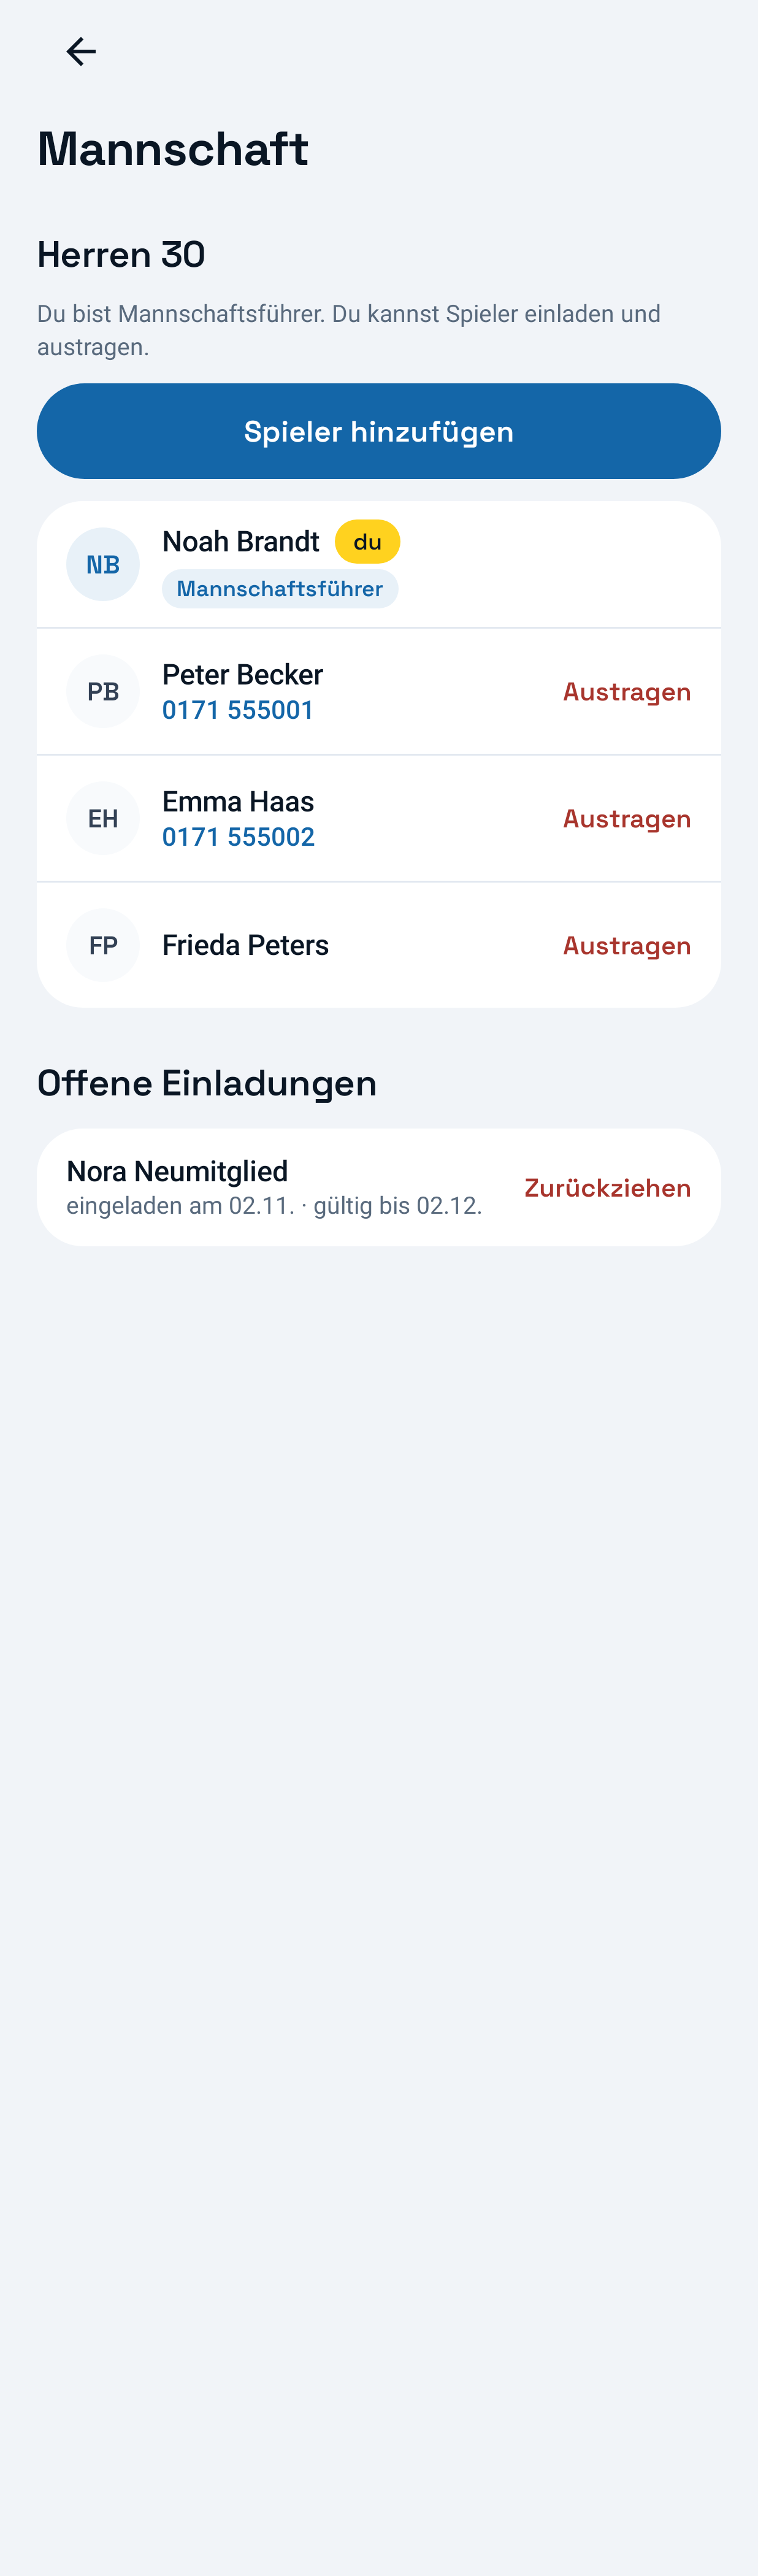 Mannschaft
Herren 30
Du bist Mannschaftsführer. Du kannst Spieler einladen und
austragen.
Spieler hinzufügen
NB
Noah Brandt du
Mannschaftsführer
PB
Peter Becker
0171 555001
Austragen
EH
Emma Haas
0171 555002
Austragen
FP
Frieda Peters
Austragen
Offene Einladungen
Nora Neumitglied
eingeladen am 02.11. · gültig bis 02.12.
Zurückziehen